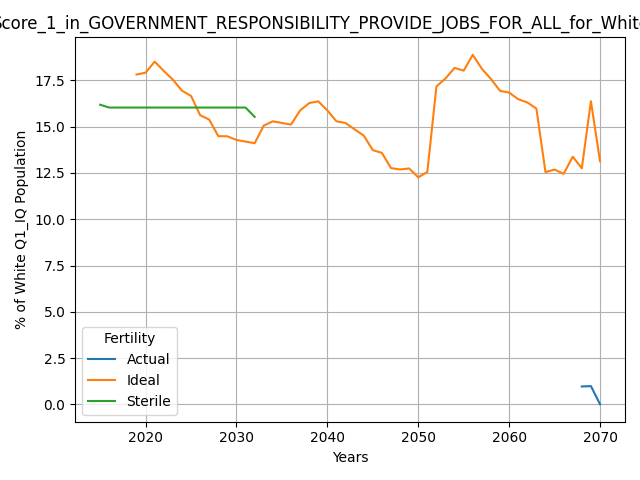 Score_1_in_GOVERNMENT_RESPONSIBILITY_PROVIDE_JOBS_FOR_ALL_for_White
% of White Q1_IQ Population
17.5
15.0
12.5
10.0
7.5
5.0
2.5
0.0
Fertility
Actual
Ideal
Sterile
2020 2030 2040 2050 2060 2070
Years